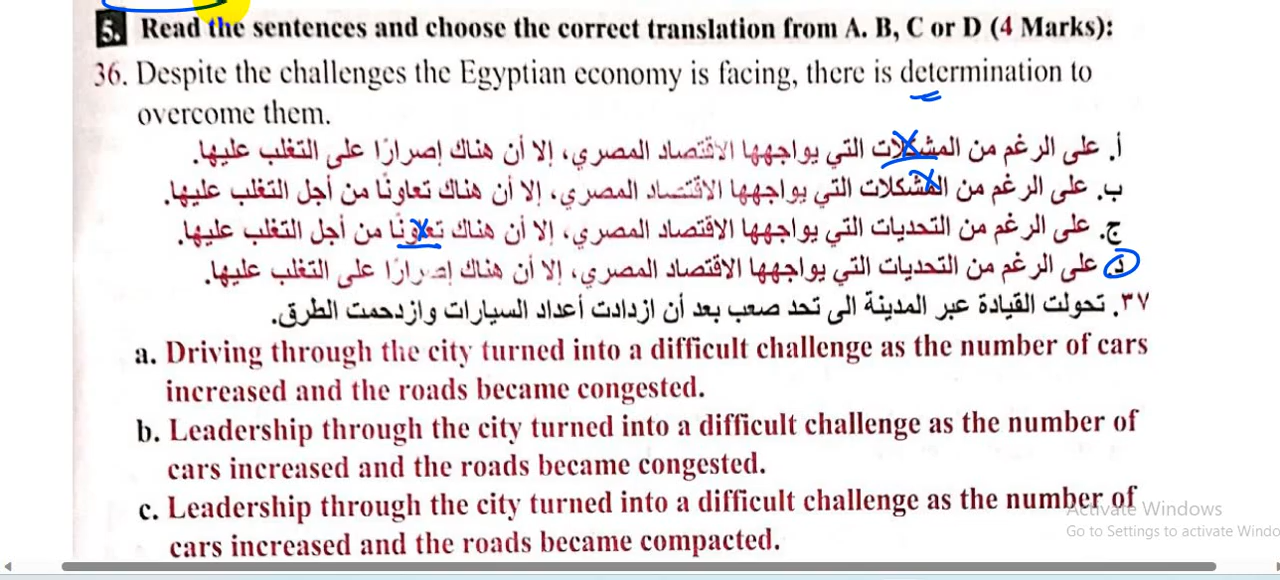 5. Read the sentences and choose the correct translation from A. B, C or D (4 Marks):
36. Despite the challenges the Egyptian economy is facing, there is determination to
overcome them.
أ. على الرغم من المشكلات التي يواجهها الاقتصاد المصري، إلا أن هناك إصرارًا على التغلب عليها.
ب. على الرغم من المشكلات التي يواجهها الاقتصاد المصري، إلا أن هناك تعاونًا من أجل التغلب عليها.
ج. على الرغم من التحديات التي يواجهها الاقتصاد المصري، إلا أن هناك تعاونًا من أجل التغلب عليها.
د. على الرغم من التحديات التي يواجهها الاقتصاد المصري، إلا أن هناك إصرارًا على التغلب عليها.
٣٧. تحولت القيادة عبر المدينة الى تحد صعب بعد أن ازدادت أعداد السيارات وازدحمت الطرق.
a. Driving through the city turned into a difficult challenge as the number of cars
increased and the roads became congested.
b. Leadership through the city turned into a difficult challenge as the number of
cars increased and the roads became congested.
c. Leadership through the city turned into a difficult challenge as the number of
cars increased and the roads became compacted.
Activate Windows
Go to Settings to activate Windo